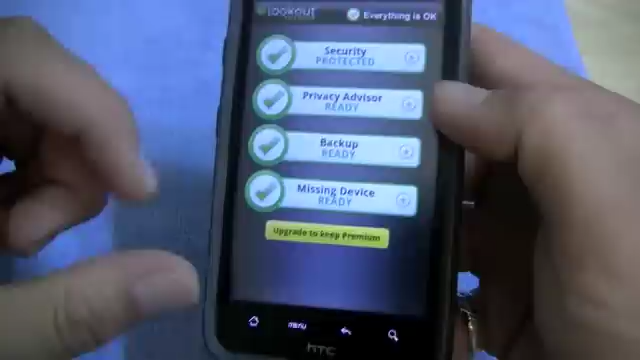 Lookout
Everything is OK
Security
PROTECTED
Privacy Advisor
READY
Backup
READY
Missing Device
READY
Upgrade to keep Premium
menu
hTC